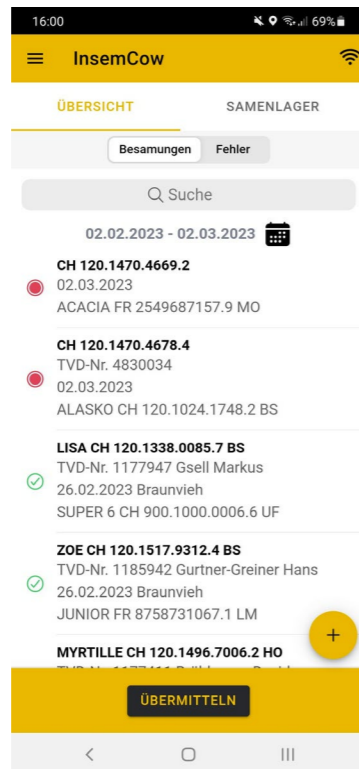 16:00
69%
InsemCow
ÜBERSICHT
SAMENLAGER
Besamungen
Fehler
Suche
02.02.2023 - 02.03.2023
CH 120.1470.4669.2
02.03.2023
ACACIA FR 2549687157.9 MO
CH 120.1470.4678.4
TVD-Nr. 4830034
02.03.2023
ALASKO CH 120.1024.1748.2 BS
LISA CH 120.1338.0085.7 BS
TVD-Nr. 1177947 Gsell Markus
26.02.2023 Braunvieh
SUPER 6 CH 900.1000.0006.6 UF
ZOE CH 120.1517.9312.4 BS
TVD-Nr. 1185942 Gurtner-Greiner Hans
26.02.2023 Braunvieh
JUNIOR FR 8758731067.1 LM
MYRTILLE CH 120.1496.7006.2 HO
ÜBERMITTELN